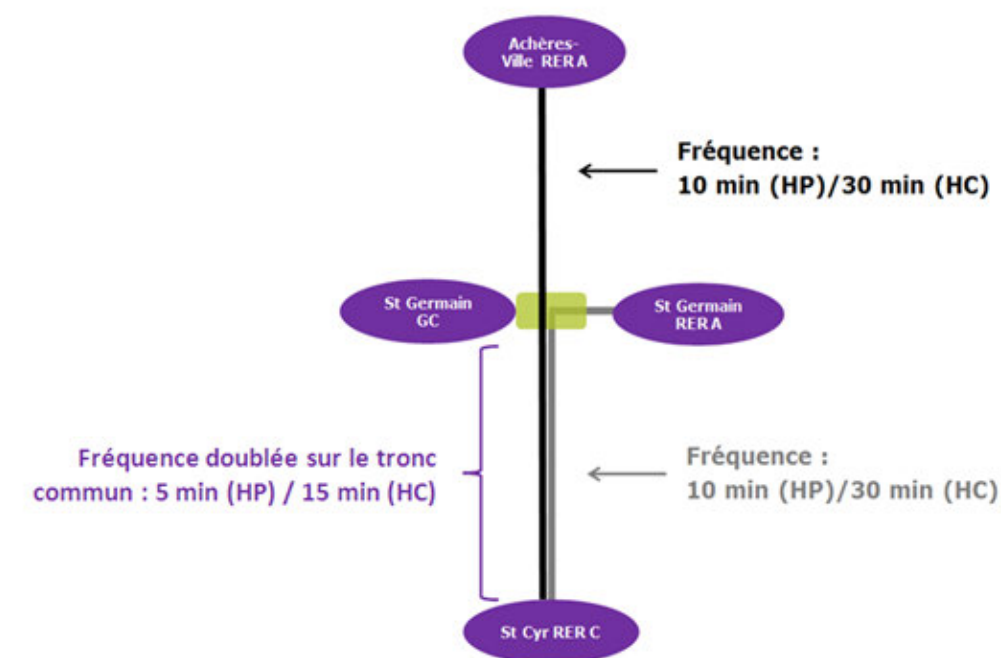 Achères-
Ville RER A
Fréquence :
10 min (HP)/30 min (HC)
St Germain
GC
St Germain
RER A
Fréquence doublée sur le tronc
commun : 5 min (HP) / 15 min (HC)
Fréquence :
10 min (HP)/30 min (HC)
St Cyr RER C